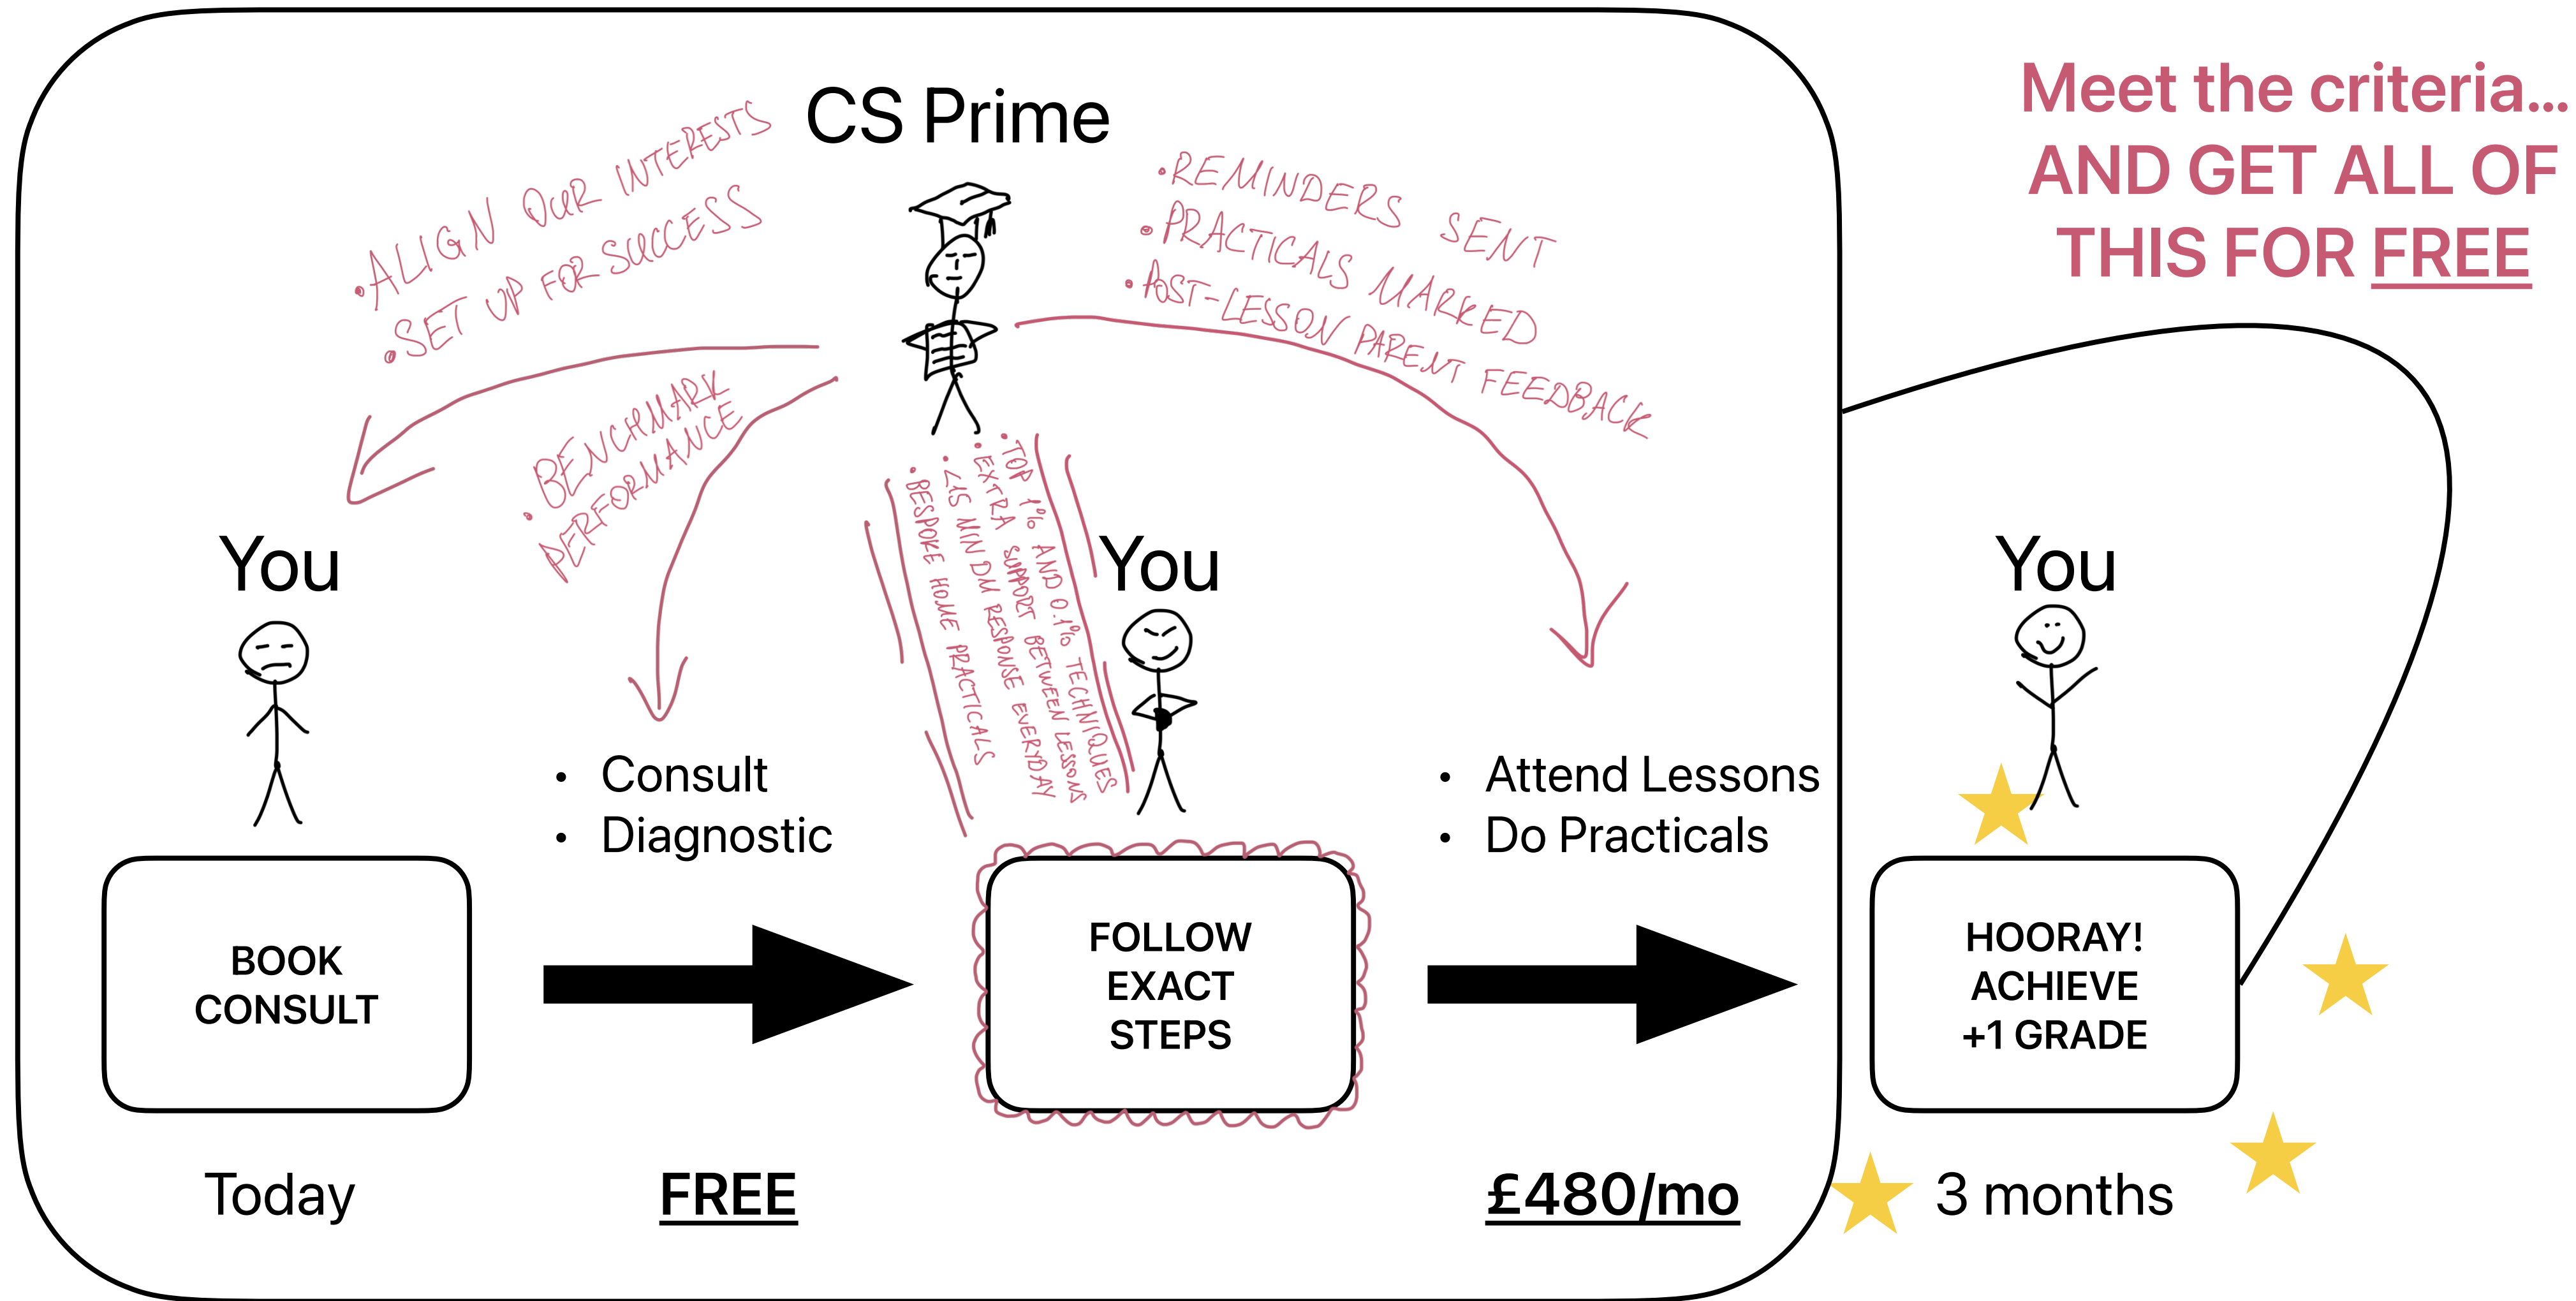 Meet the criteria...
AND GET ALL OF
THIS FOR FREE
CS Prime
• ALIGN OUR INTERESTS
• SET UP FOR SUCCESS
• BENCHMARK
PERFORMANCE
• REMINDERS SENT
• PRACTICALS MARKED
• POST-LESSON PARENT FEEDBACK
• TOP 1% AND 0.1% TECHNIQUES
• EXTRA SUPPORT BETWEEN LESSONS
• <15 MIN DM RESPONSE EVERYDAY
• BESPOKE HOME PRACTICALS
You
You
You
• Consult
• Diagnostic
• Attend Lessons
• Do Practicals
BOOK
CONSULT
FOLLOW
EXACT
STEPS
HOORAY!
ACHIEVE
+1 GRADE
Today
FREE
£480/mo
3 months